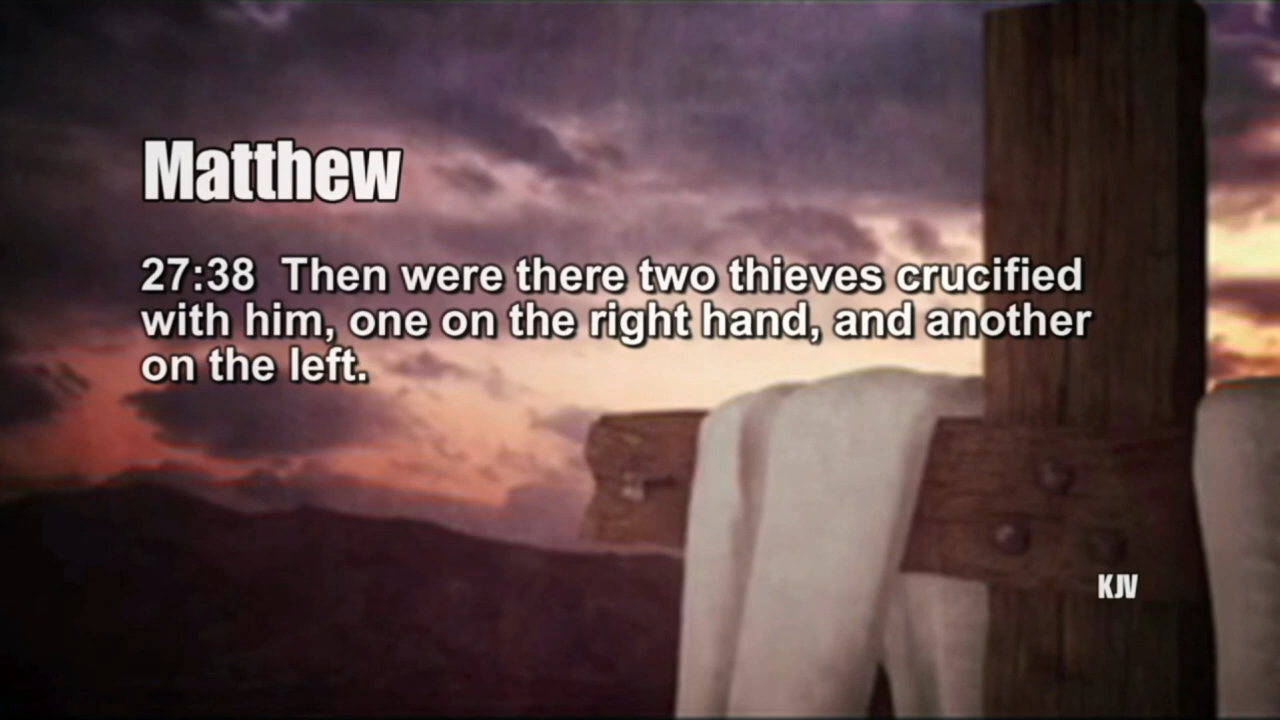 Matthew
27:38 Then were there two thieves crucified
with him, one on the right hand, and another
on the left.
KJV